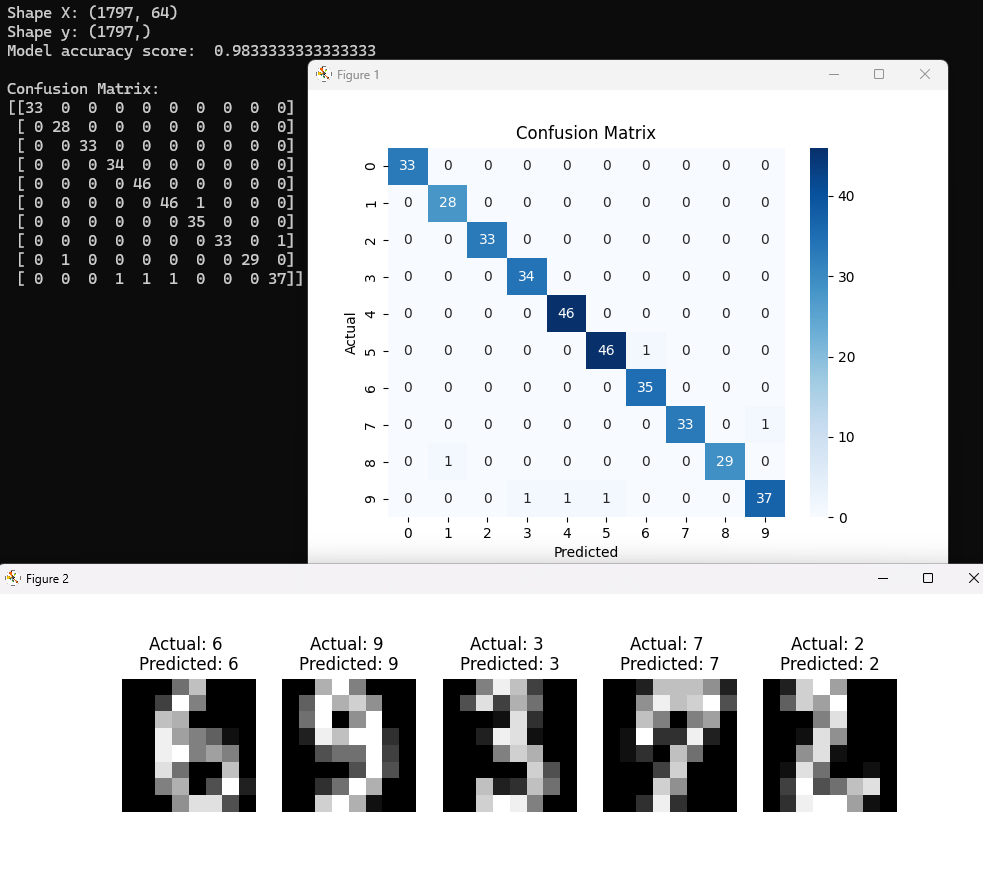 Shape X: (1797, 64)
Shape y: (1797,)
Model accuracy score:  0.9833333333333333
Confusion Matrix:
[[33  0  0  0  0  0  0  0  0  0]
 [ 0 28  0  0  0  0  0  0  0  0]
 [ 0  0 33  0  0  0  0  0  0  0]
 [ 0  0  0 34  0  0  0  0  0  0]
 [ 0  0  0  0 46  0  0  0  0  0]
 [ 0  0  0  0  0 46  1  0  0  0]
 [ 0  0  0  0  0  0 35  0  0  0]
 [ 0  0  0  0  0  0  0 33  0  1]
 [ 0  1  0  0  0  0  0  0 29  0]
 [ 0  0  0  1  1  1  0  0  0 37]]
Figure 1
Confusion Matrix
Actual
0 33 0 0 0 0 0 0 0 0 0
1 0 28 0 0 0 0 0 0 0 0
2 0 0 33 0 0 0 0 0 0 0
3 0 0 0 34 0 0 0 0 0 0
4 0 0 0 0 46 0 0 0 0 0
5 0 0 0 0 0 46 1 0 0 0
6 0 0 0 0 0 0 35 0 0 0
7 0 0 0 0 0 0 0 33 0 1
8 0 1 0 0 0 0 0 0 29 0
9 0 0 0 1 1 1 0 0 0 37
0 1 2 3 4 5 6 7 8 9
Predicted
40
30
20
10
0
Figure 2
Actual: 6
Predicted: 6
Actual: 9
Predicted: 9
Actual: 3
Predicted: 3
Actual: 7
Predicted: 7
Actual: 2
Predicted: 2